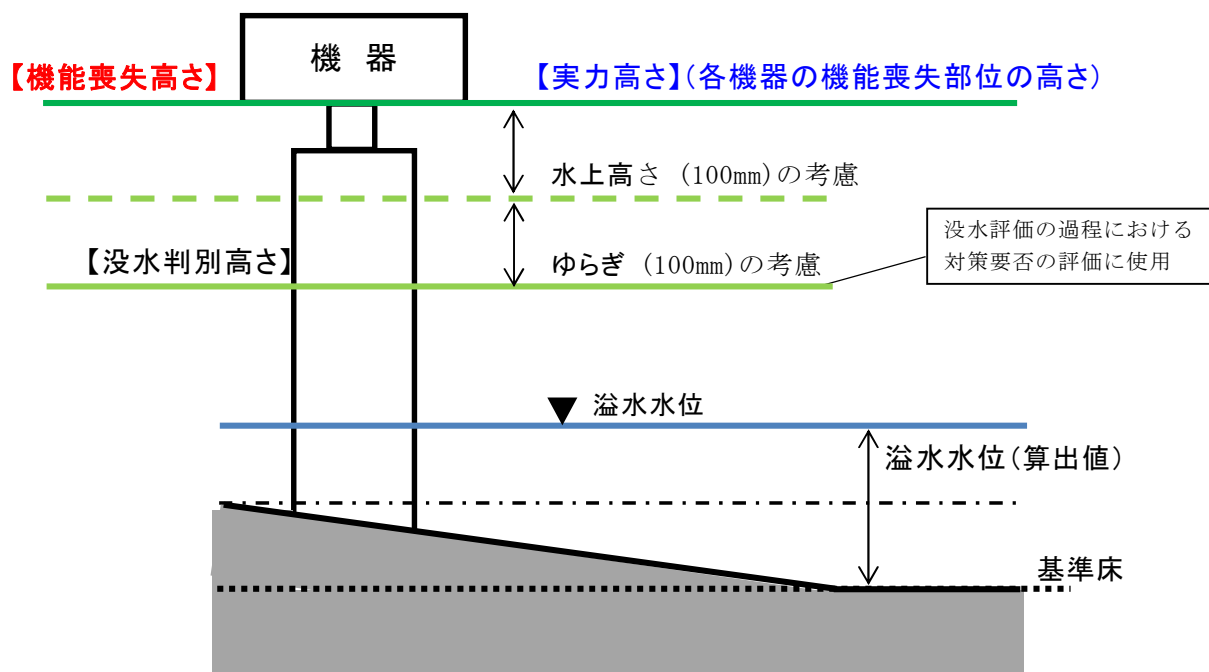 機 器
【機能喪失高さ】
【実力高さ】(各機器の機能喪失部位の高さ)
水上高さ (100mm)の考慮
没水評価の過程における
対策要否の評価に使用
【没水判別高さ】
ゆらぎ (100mm)の考慮
溢水水位
溢水水位(算出値)
基準床